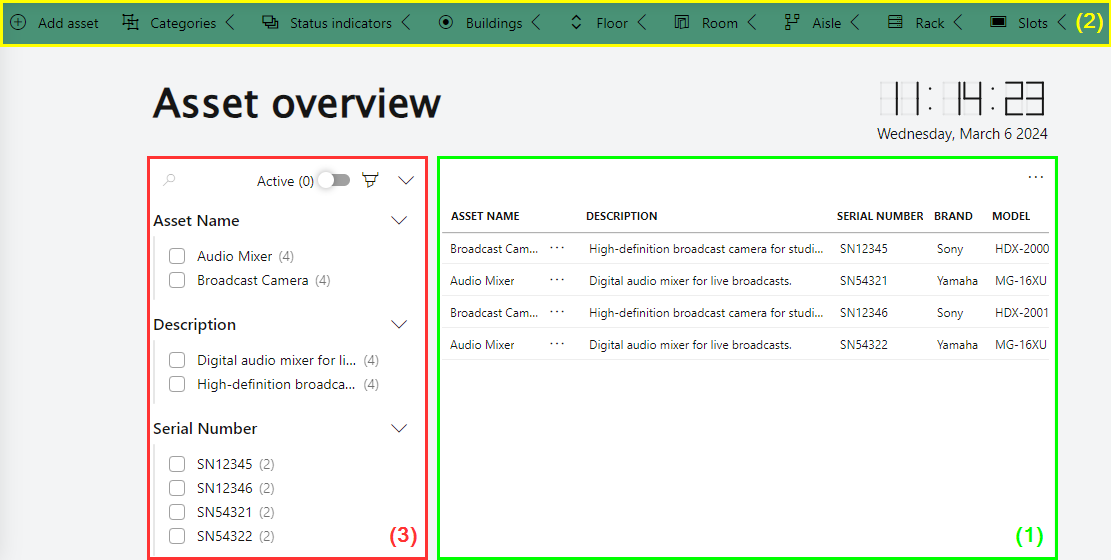 Add asset Categories Status indicators Buildings Floor Room Aisle Rack Slots (2)
Asset overview
11:14:23
Wednesday, March 6 2024
Active (0)
Asset Name
Audio Mixer (4)
Broadcast Camera (4)
Description
Digital audio mixer for li... (4)
High-definition broadca... (4)
Serial Number
SN12345 (2)
SN12346 (2)
SN54321 (2)
SN54322 (2)
(3)
...
ASSET NAME DESCRIPTION SERIAL NUMBER BRAND MODEL
Broadcast Cam... ... High-definition broadcast camera for studi... SN12345 Sony HDX-2000
Audio Mixer ... Digital audio mixer for live broadcasts. SN54321 Yamaha MG-16XU
Broadcast Cam... ... High-definition broadcast camera for studi... SN12346 Sony HDX-2001
Audio Mixer ... Digital audio mixer for live broadcasts. SN54322 Yamaha MG-16XU
(1)